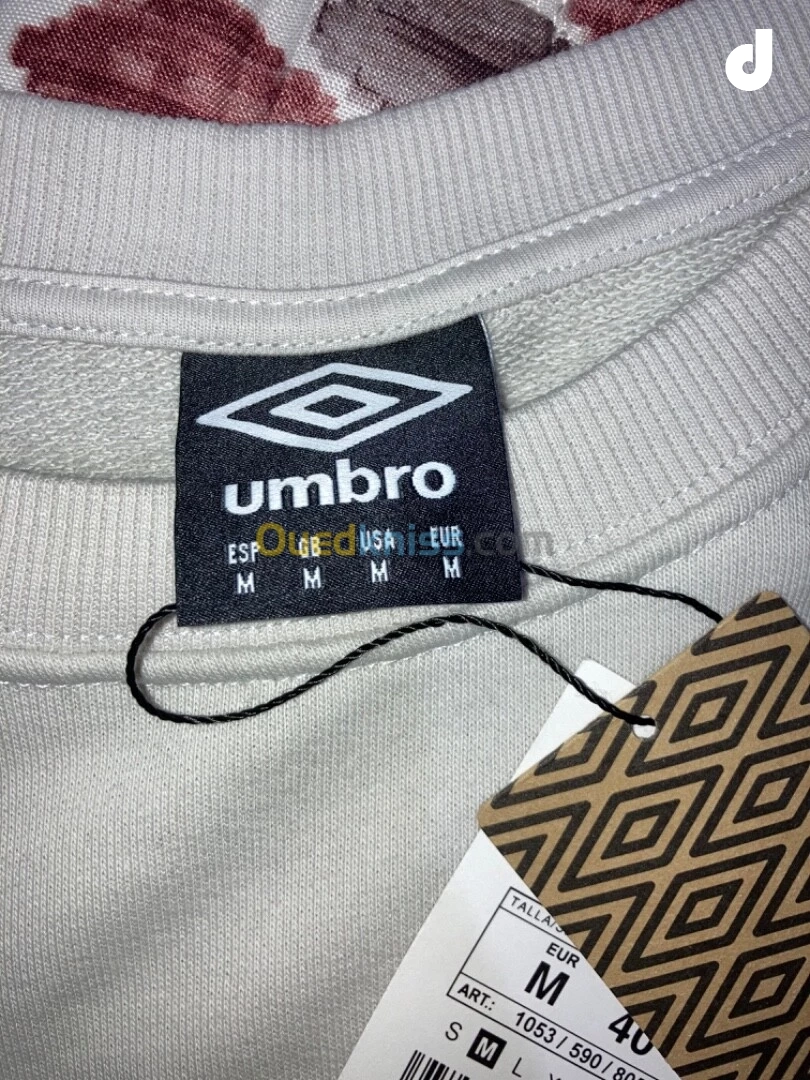 d
umbro
ESP GB USA EUR
M M M M
Ouedkniss.com
TALLA/S
EUR
M 40
ART.: 1053 / 590 / 80
S M L